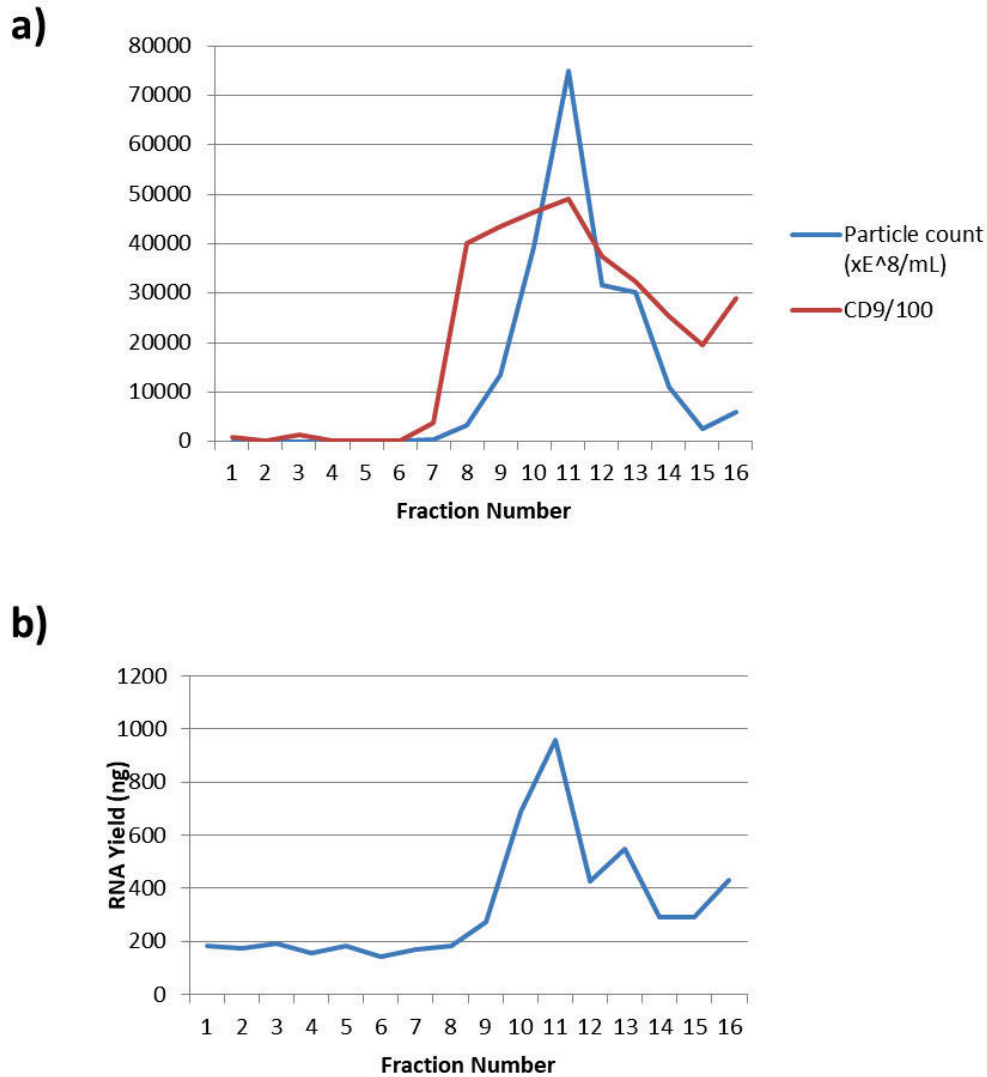 a)
80000
70000
60000
50000
40000
30000
20000
10000
0
1 2 3 4 5 6 7 8 9 10 11 12 13 14 15 16
Fraction Number
Particle count
(xE^8/mL)
CD9/100
b)
1200
1000
800
600
400
200
0
RNA Yield (ng)
1 2 3 4 5 6 7 8 9 10 11 12 13 14 15 16
Fraction Number